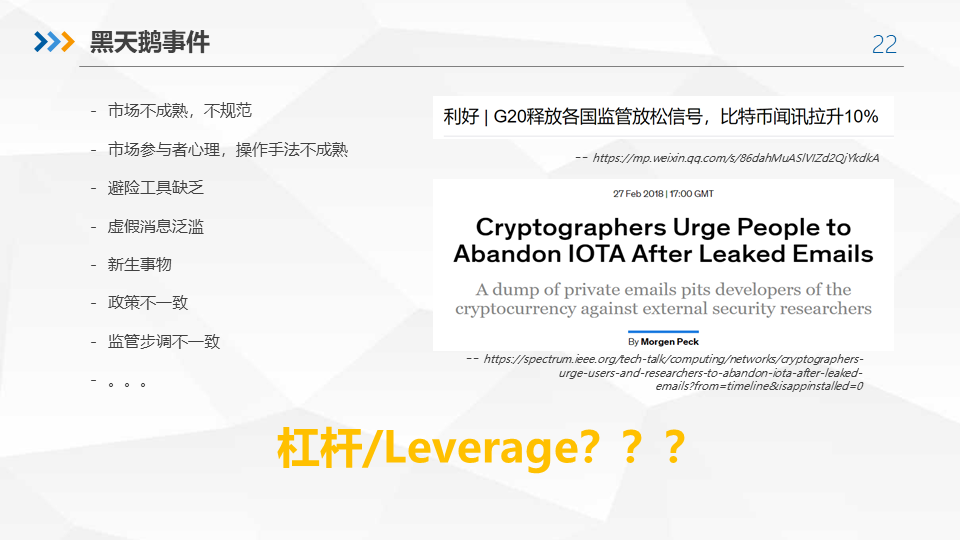 黑天鹅事件
22
- 市场不成熟，不规范
- 市场参与者心理，操作手法不成熟
- 避险工具缺乏
- 虚假消息泛滥
- 新生事物
- 政策不一致
- 监管步调不一致
- 。。。
利好 | G20释放各国监管放松信号，比特币闻讯拉升10%
-- https://mp.weixin.qq.com/s/86dahMuASlVIZd2QjYkdkA
27 Feb 2018 | 17:00 GMT
Cryptographers Urge People to
Abandon IOTA After Leaked Emails
A dump of private emails pits developers of the
cryptocurrency against external security researchers
By Morgen Peck
-- https://spectrum.ieee.org/tech-talk/computing/networks/cryptographers-
urge-users-and-researchers-to-abandon-iota-after-leaked-
emails?from=timeline&isappinstalled=0
杠杆/Leverage？？？